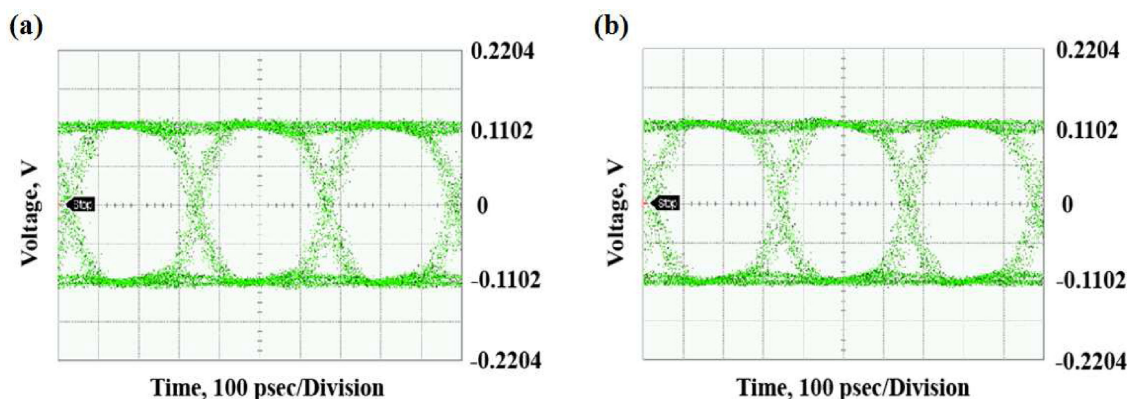 (a)
0.2204
0.1102
0
-0.1102
-0.2204
Voltage, V
Stop
Time, 100 psec/Division
(b)
0.2204
0.1102
0
-0.1102
-0.2204
Voltage, V
Stop
Time, 100 psec/Division